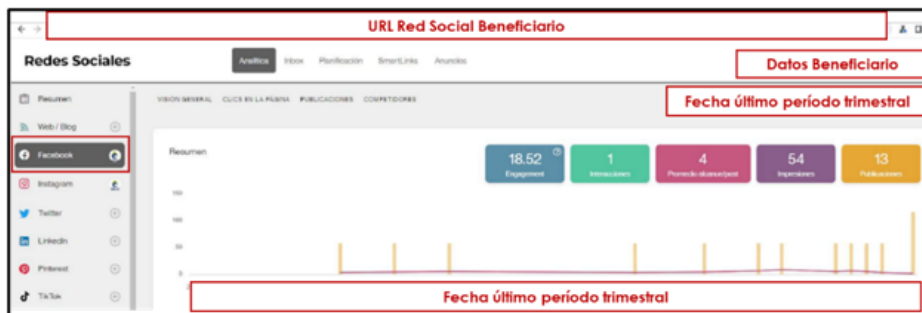 URL Red Social Beneficiario
Redes Sociales
Analítica Inbox Planificación SmartLinks Anuncios
Datos Beneficiario
Resumen
VISIÓN GENERAL CLICS EN LA PÁGINA PUBLICACIONES COMPETIDORES
Fecha último período trimestral
Web / Blog
Facebook
Resumen
18.52
Engagement
1
Interacciones
4
Promedio alcance/post
54
Impresiones
13
Publicaciones
Instagram
Twitter
LinkedIn
Pinterest
TikTok
150
100
50
0
Fecha último período trimestral